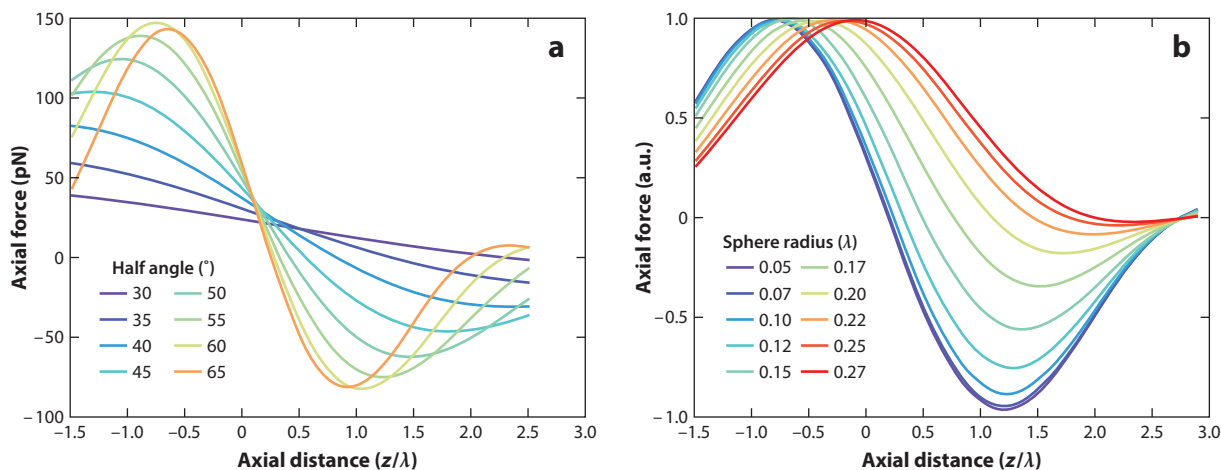 a
150
100
50
0
−50
−100
Axial force (pN)
Half angle (˚)
30 50
35 55
40 60
45 65
−1.5 −1.0 −0.5 0 0.5 1.0 1.5 2.0 2.5 3.0
Axial distance (z/λ)
b
1.0
0.5
0
−0.5
−1.0
Axial force (a.u.)
Sphere radius (λ)
0.05 0.17
0.07 0.20
0.10 0.22
0.12 0.25
0.15 0.27
−1.5 −1.0 −0.5 0 0.5 1.0 1.5 2.0 2.5 3.0
Axial distance (z/λ)